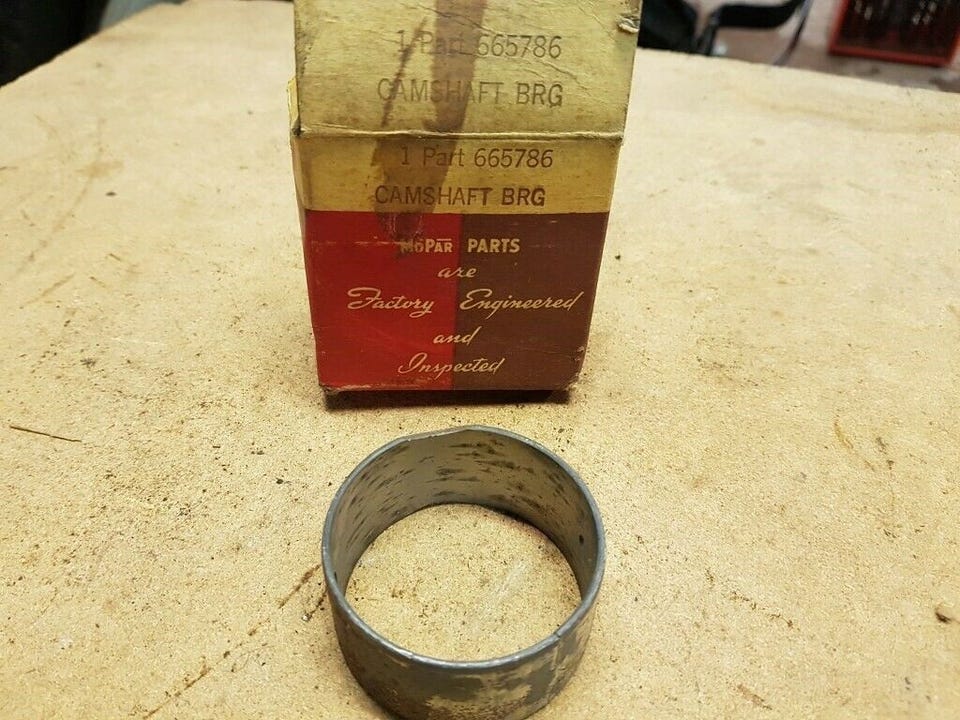 1 Part 665786
CAMSHAFT BRG
1 Part 665786
CAMSHAFT BRG
MOPAR PARTS
are
Factory Engineered
and
Inspected